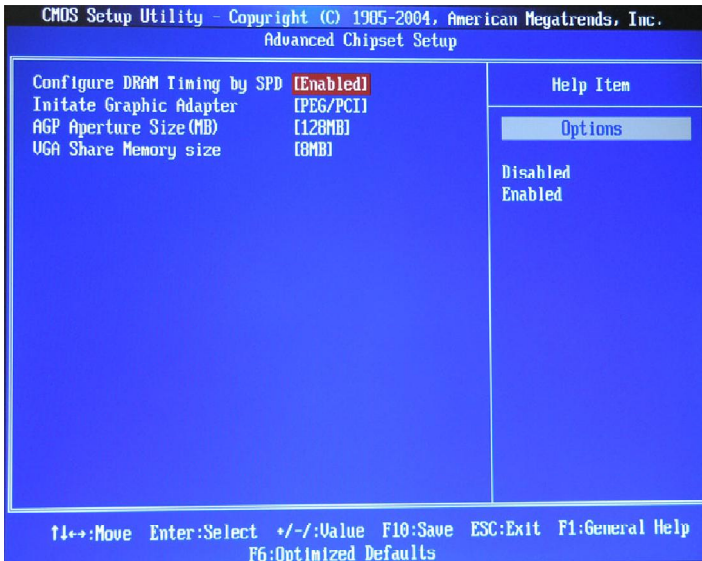 CMOS Setup Utility - Copyright (C) 1985-2004, American Megatrends, Inc.
Advanced Chipset Setup
Configure DRAM Timing by SPD [Enabled]
Initate Graphic Adapter [PEG/PCI]
AGP Aperture Size(MB) [128MB]
VGA Share Memory size [8MB]
Help Item
Options
Disabled
Enabled
↑↓←→:Move Enter:Select +/-/:Value F10:Save ESC:Exit F1:General Help
F6:Optimized Defaults